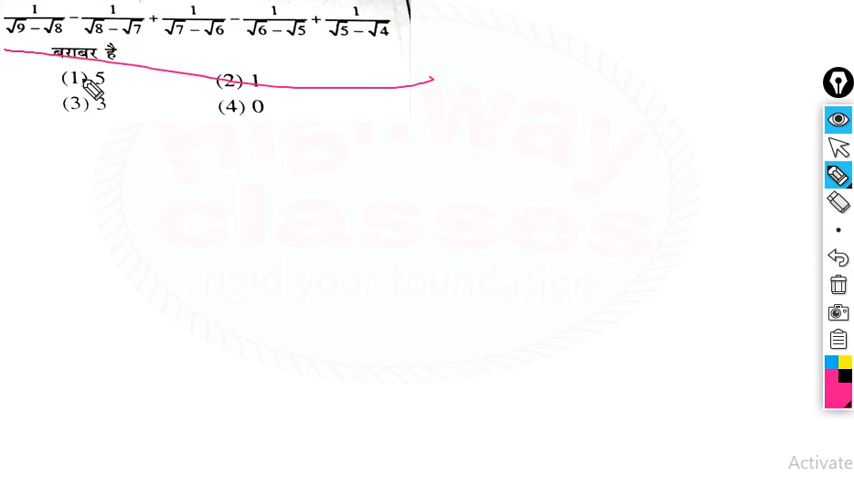 1/(√9 – √8) – 1/(√8 – √7) + 1/(√7 – √6) – 1/(√6 – √5) + 1/(√5 – √4)
बराबर है
(1) 5 (2) 1
(3) 3 (4) 0
Highway
classes
rigid your foundation
Activate